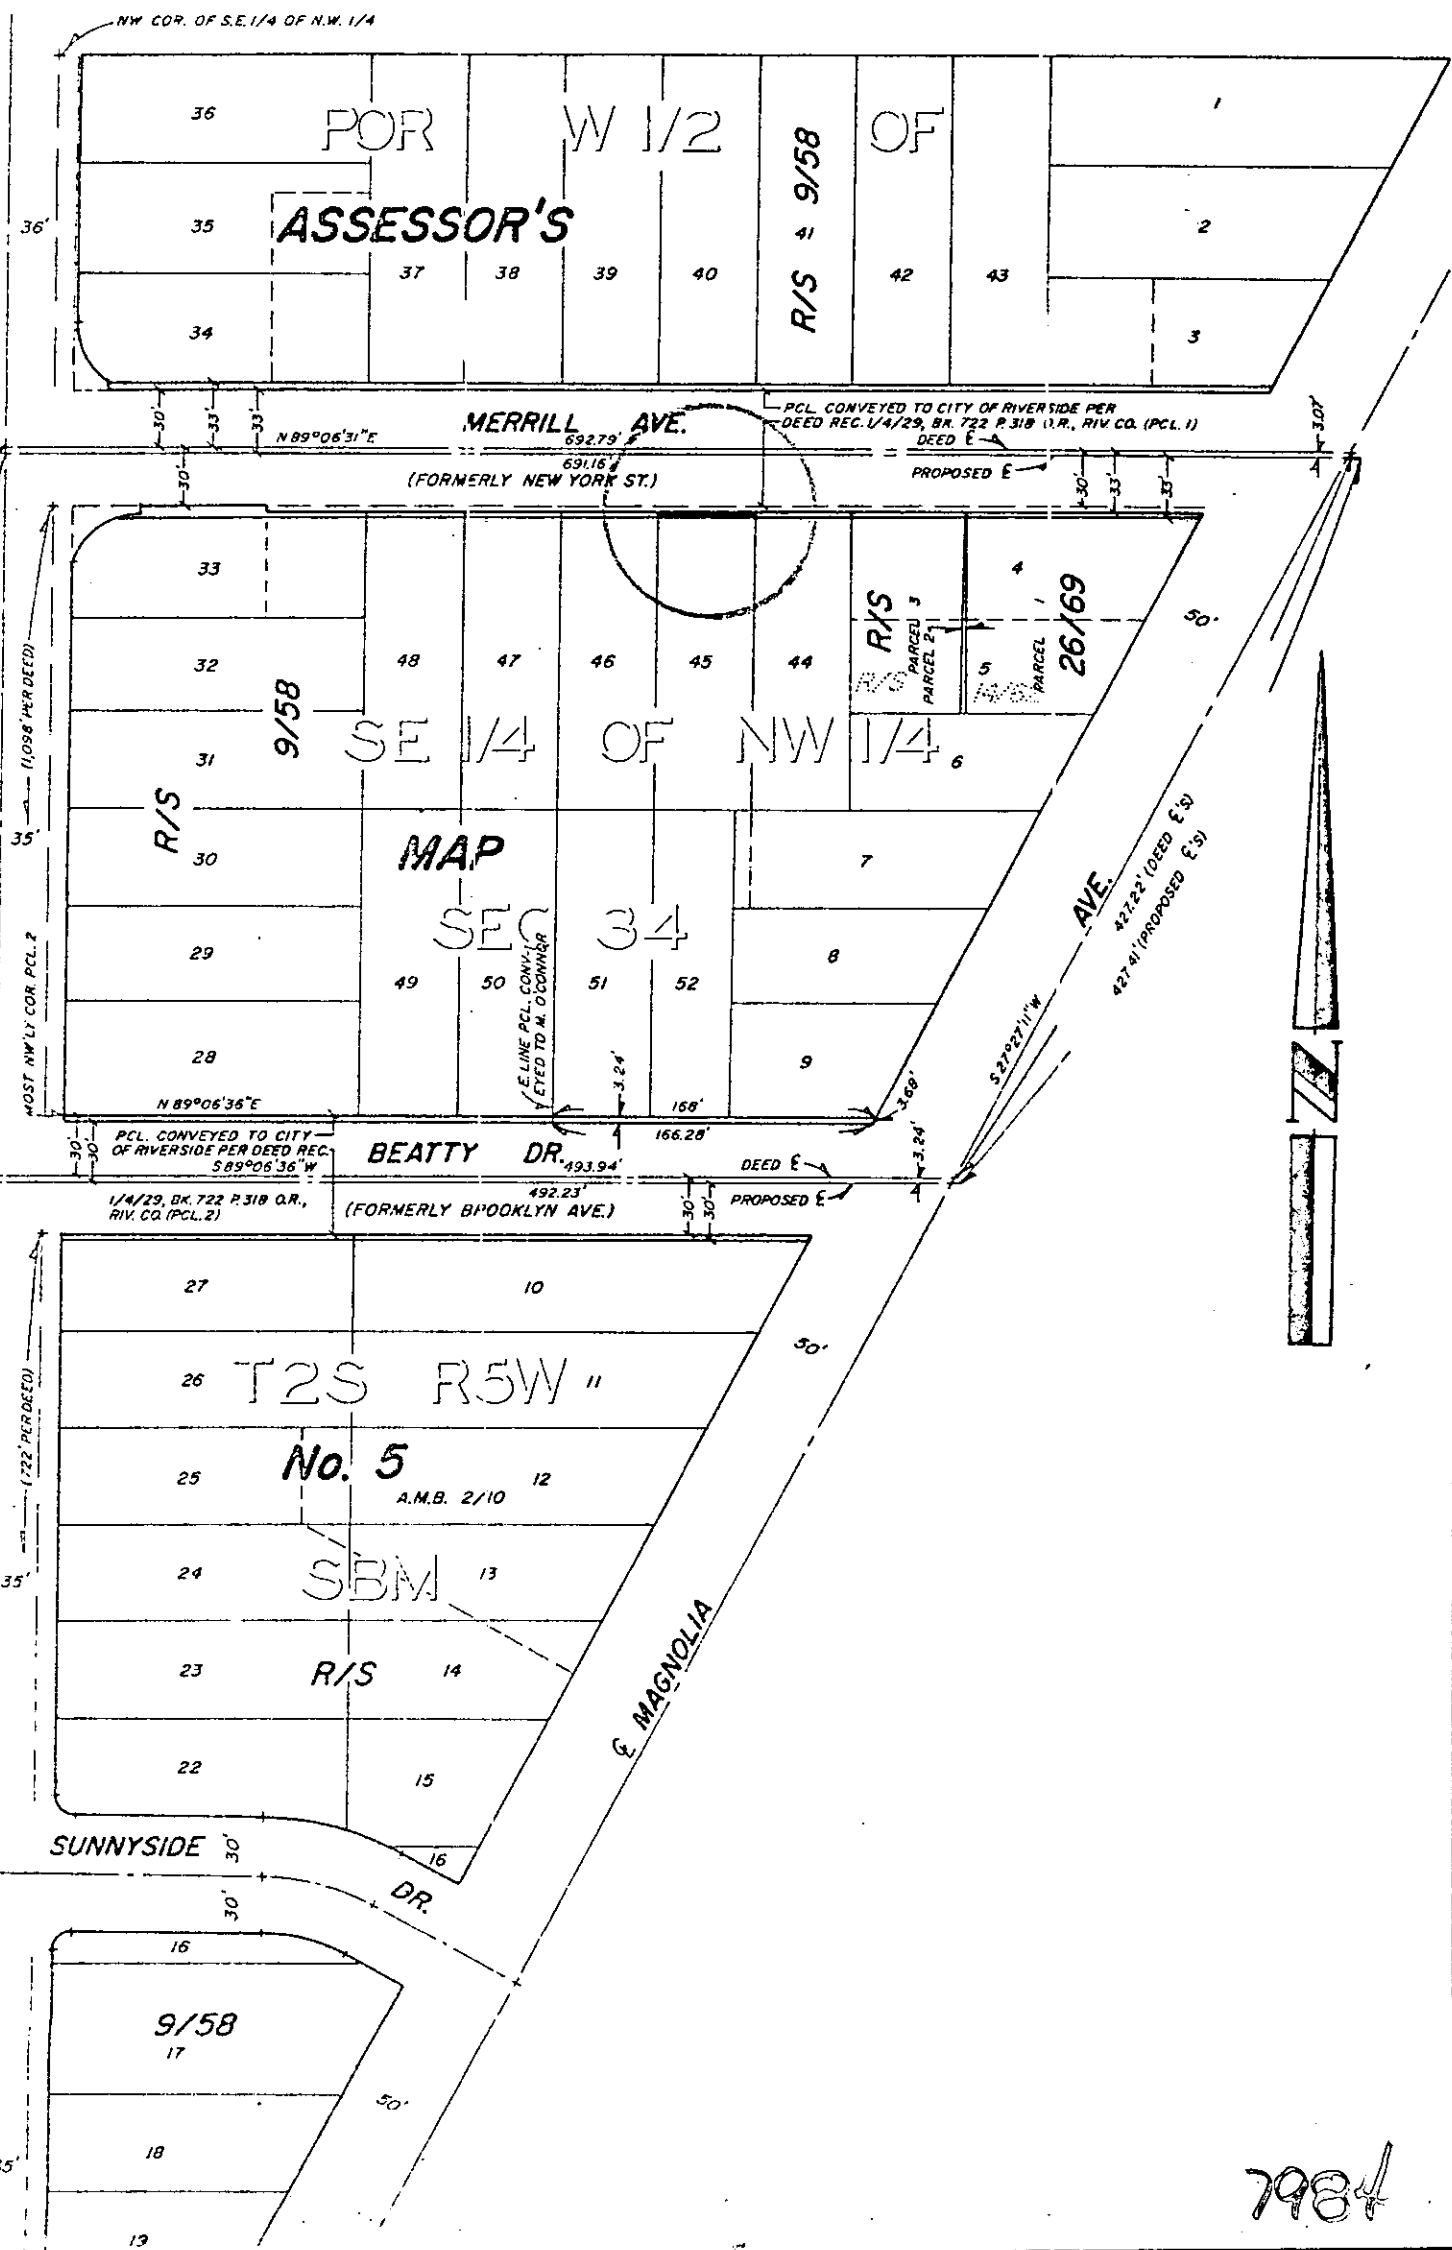 NW COR. OF S.E. 1/4 OF N.W. 1/4
36
POR W 1/2 OF
1
R/S 9/58
ASSESSOR'S
36'
35
41
2
37
38
39
40
42
43
34
3
30'
33'
33'
MERRILL AVE.
PCL. CONVEYED TO CITY OF RIVERSIDE PER
DEED REC. 1/4/29, BK. 722 P. 318 O.R., RIV. CO. (PCL. 1)
3.07'
N 89°06'31"E
692.79'
DEED ℄
691.16'
PROPOSED ℄
30'
(FORMERLY NEW YORK ST.)
30'
33'
33'
33
4
R/S
PARCEL 3
PARCEL 2
PARCEL 1
26/69
50'
(1,098' PER DEED)
32
48
47
46
45
44
5
R/S
9/58
SE 1/4 OF NW 1/4
31
6
R/S
35'
30
MAP
7
AVE.
427.22' (DEED ℄'S)
427.41' (PROPOSED ℄'S)
SEC 34
29
8
49
50
51
52
E. LINE PCL. CONV-
EYED TO M. O'CONNOR
MOST NW'LY COR. PCL. 2
S 27°27'11"W
N
28
9
3.24'
3.68'
N 89°06'36"E
168'
166.28'
30'
30'
PCL. CONVEYED TO CITY
OF RIVERSIDE PER DEED REC.
BEATTY DR.
3.24'
S 89°06'36"W
493.94'
DEED ℄
492.23'
PROPOSED ℄
1/4/29, BK. 722 P. 318 O.R.,
RIV. CO. (PCL. 2)
(FORMERLY BROOKLYN AVE.)
30'
30'
27
10
50'
26
T2S R5W
11
(722' PER DEED)
No. 5
25
12
A.M.B. 2/10
35'
24
SBM
13
23
R/S
14
℄ MAGNOLIA
22
15
SUNNYSIDE
30'
16
DR.
30'
16
9/58
17
50'
18
19
7984